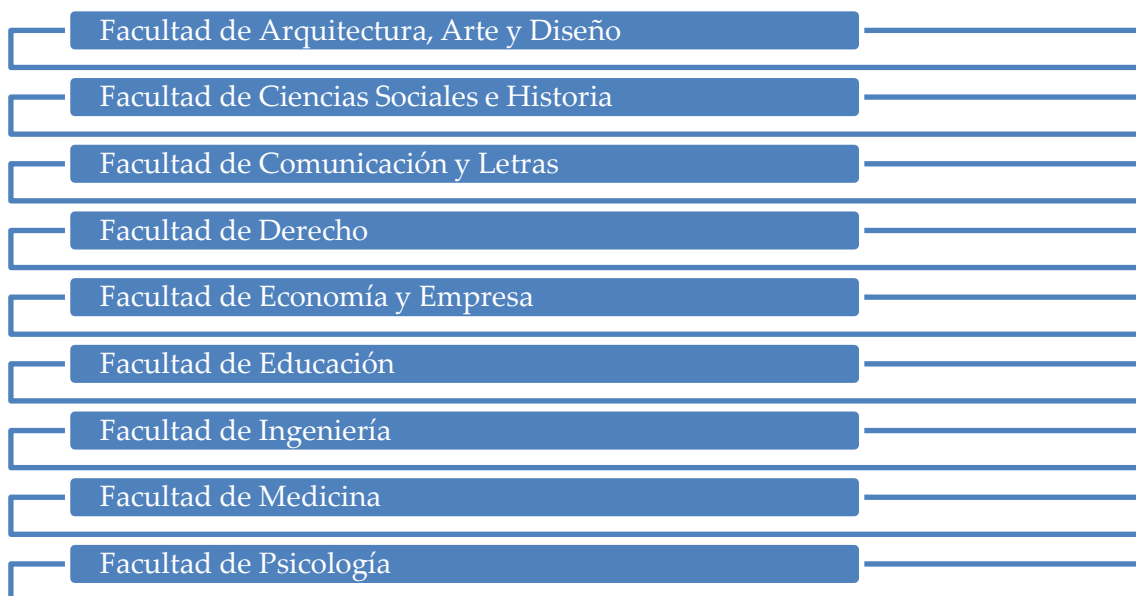 Facultad de Arquitectura, Arte y Diseño
Facultad de Ciencias Sociales e Historia
Facultad de Comunicación y Letras
Facultad de Derecho
Facultad de Economía y Empresa
Facultad de Educación
Facultad de Ingeniería
Facultad de Medicina
Facultad de Psicología